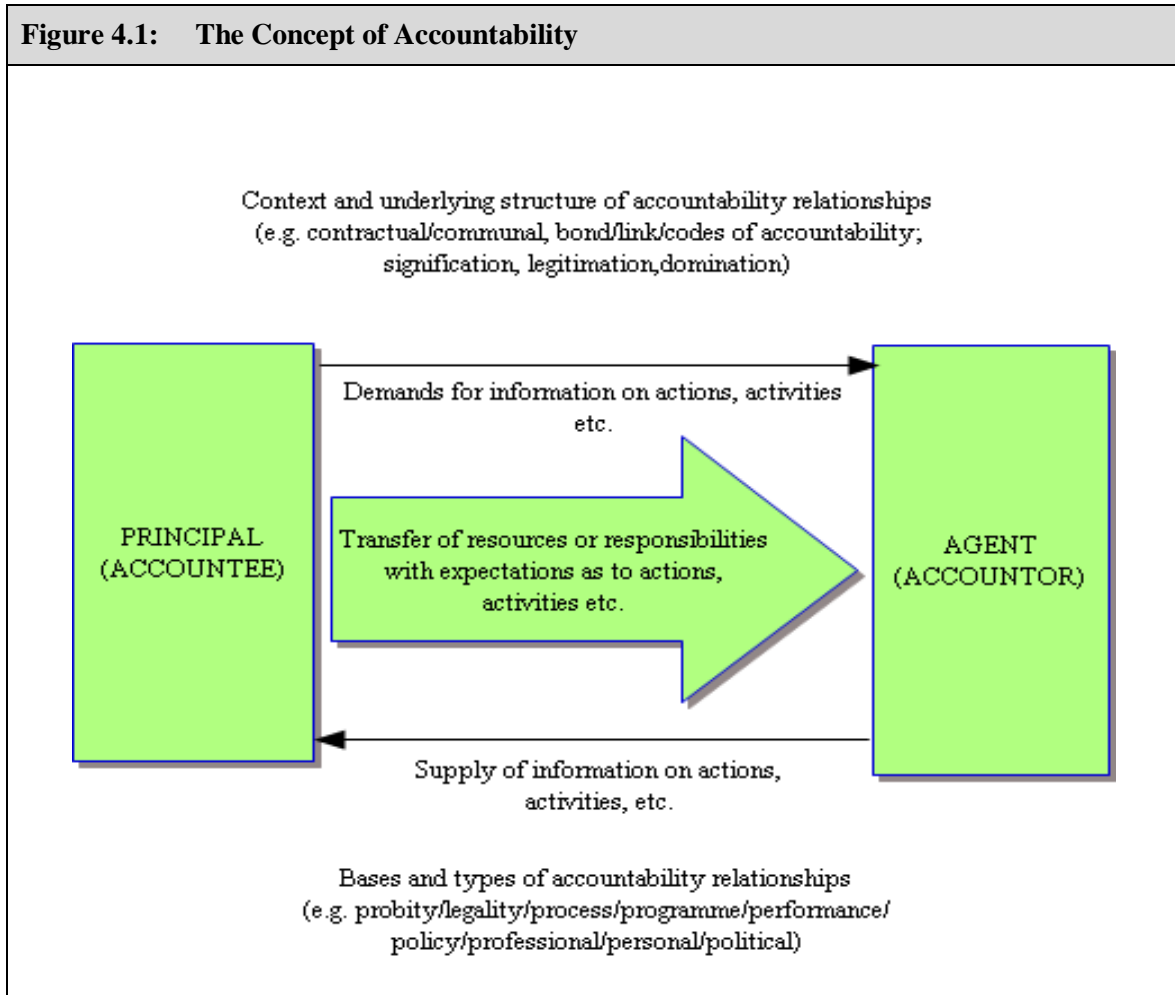 Figure 4.1: The Concept of Accountability
Context and underlying structure of accountability relationships
(e.g. contractual/communal, bond/link/codes of accountability;
signification, legitimation,domination)
Demands for information on actions, activities
etc.
PRINCIPAL
(ACCOUNTEE)
Transfer of resources or responsibilities
with expectations as to actions,
activities etc.
AGENT
(ACCOUNTOR)
Supply of information on actions,
activities, etc.
Bases and types of accountability relationships
(e.g. probity/legality/process/programme/performance/
policy/professional/personal/political)